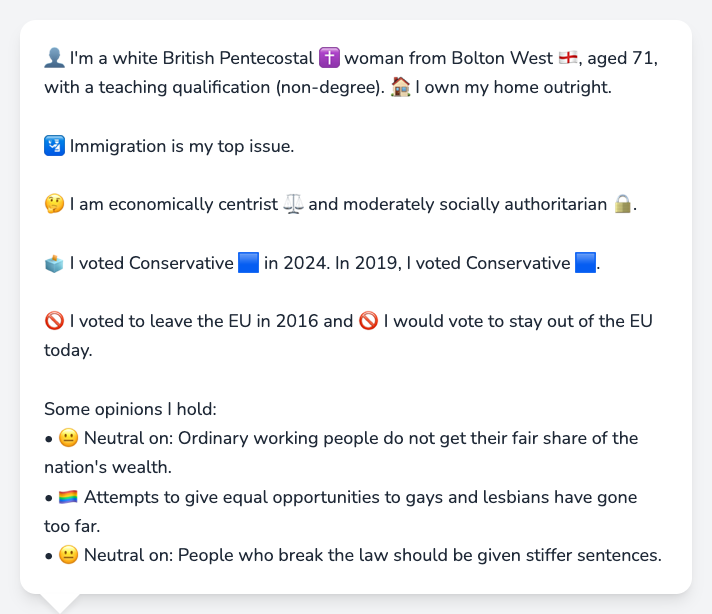 👤 I'm a white British Pentecostal ✝️ woman from Bolton West 🏴󠁧󠁢󠁥󠁮󠁧󠁿, aged 71,
with a teaching qualification (non-degree). 🏠 I own my home outright.
🛂 Immigration is my top issue.
🤔 I am economically centrist ⚖️ and moderately socially authoritarian 🔒.
🗳️ I voted Conservative 🟦 in 2024. In 2019, I voted Conservative 🟦.
🚫 I voted to leave the EU in 2016 and 🚫 I would vote to stay out of the EU
today.
Some opinions I hold:
• 😐 Neutral on: Ordinary working people do not get their fair share of the
nation's wealth.
• 🏳️‍🌈 Attempts to give equal opportunities to gays and lesbians have gone
too far.
• 😐 Neutral on: People who break the law should be given stiffer sentences.